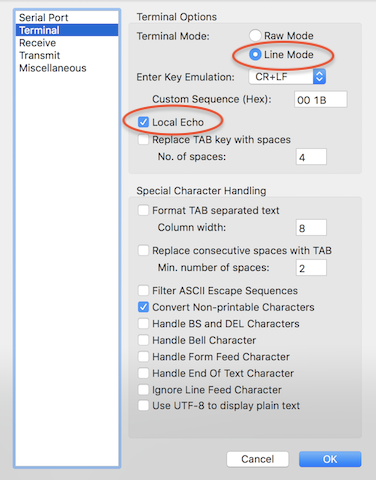 Serial Port
Terminal
Receive
Transmit
Miscellaneous
Terminal Options
Terminal Mode:
Raw Mode
Line Mode
Enter Key Emulation:
CR+LF
Custom Sequence (Hex):
00 1B
Local Echo
Replace TAB key with spaces
No. of spaces:
4
Special Character Handling
Format TAB separated text
Column width:
8
Replace consecutive spaces with TAB
Min. number of spaces:
2
Filter ASCII Escape Sequences
Convert Non-printable Characters
Handle BS and DEL Characters
Handle Bell Character
Handle Form Feed Character
Handle End Of Text Character
Ignore Line Feed Character
Use UTF-8 to display plain text
Cancel
OK